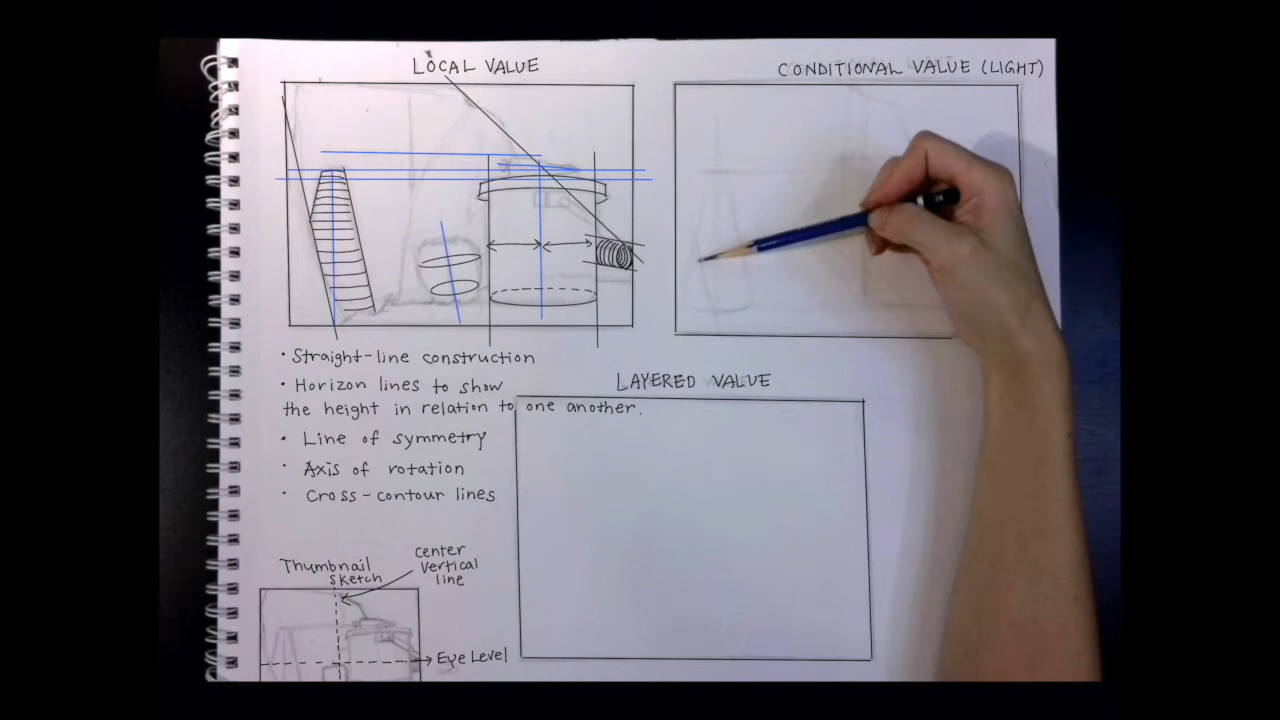 LOCAL VALUE
CONDITIONAL VALUE (LIGHT)
• Straight-line construction
• Horizon lines to show
the height in relation to one another.
• Line of symmetry
• Axis of rotation
• Cross-contour lines
LAYERED VALUE
Thumbnail
sketch
center
vertical
line
Eye Level